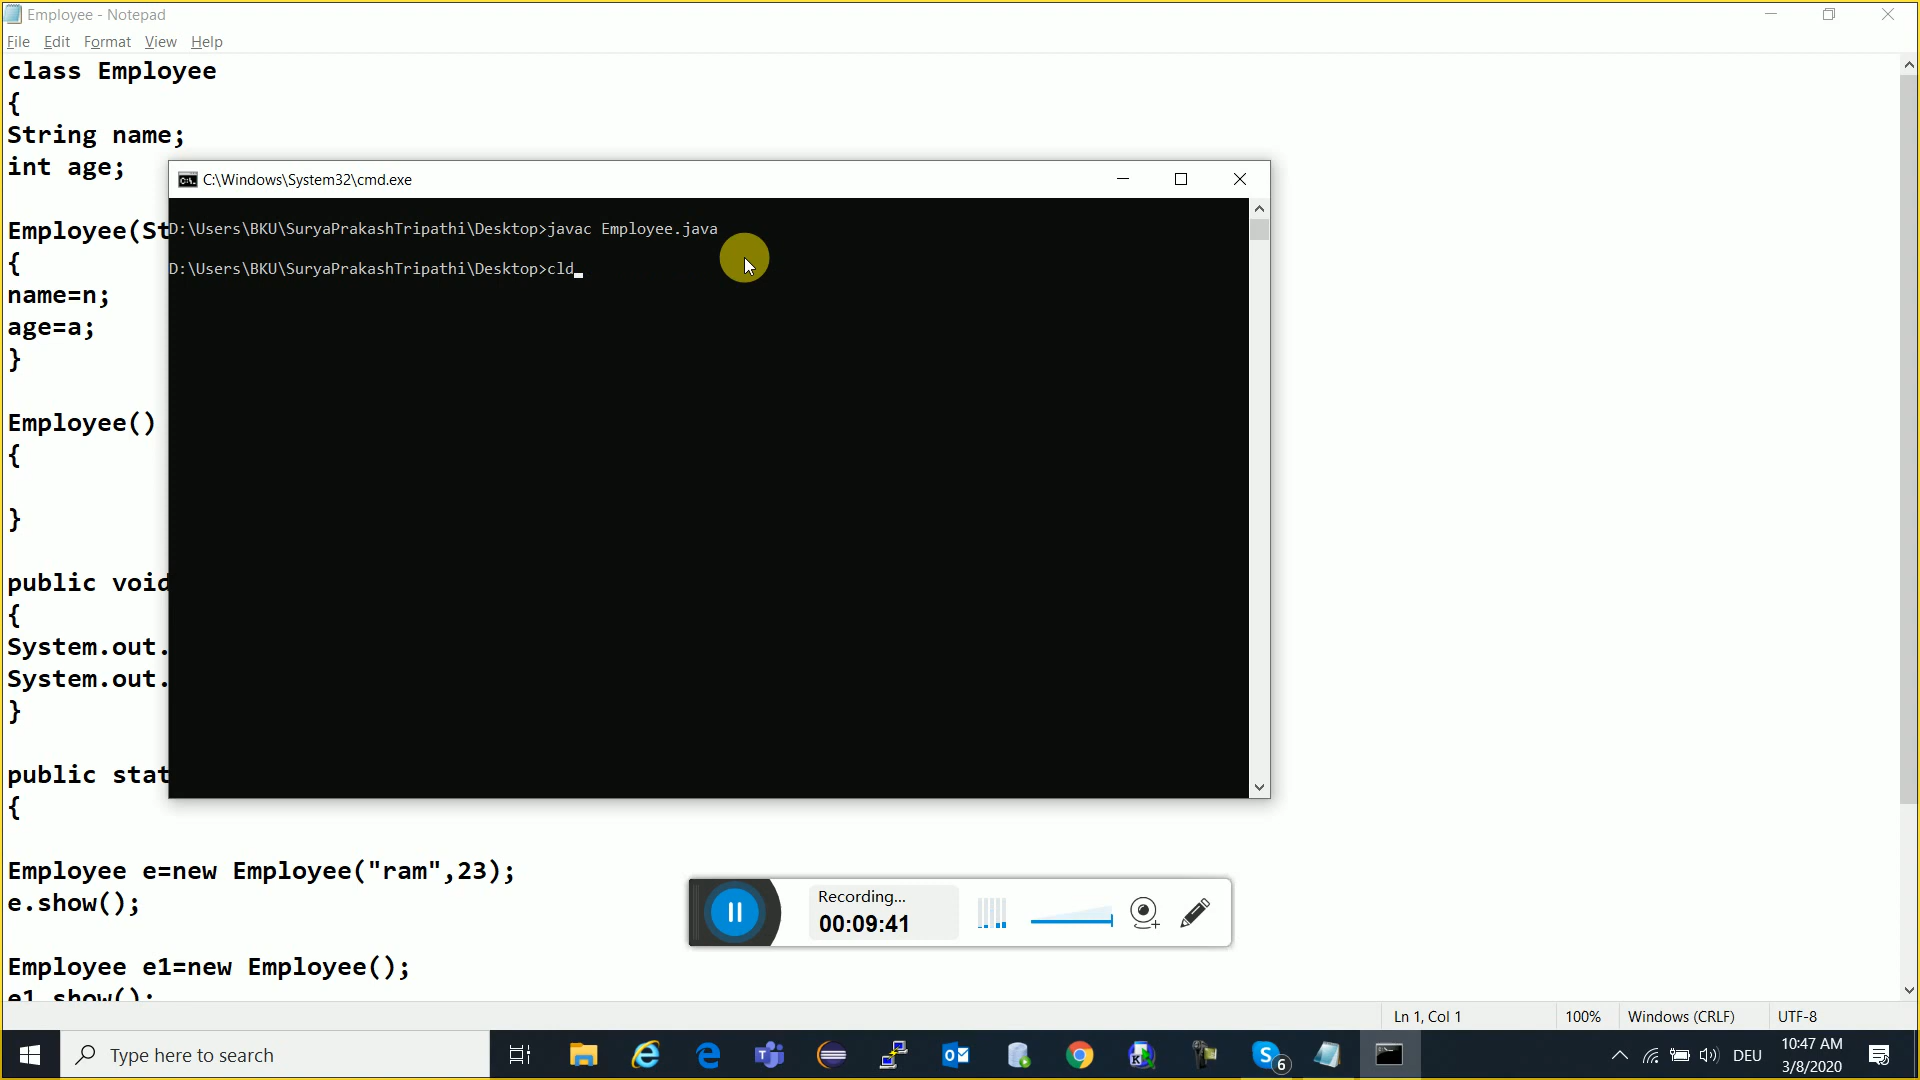 Employee - Notepad
File Edit Format View Help
class Employee
{
String name;
int age;
C:\Windows\System32\cmd.exe
D:\Users\BKU\SuryaPrakashTripathi\Desktop>javac Employee.java
D:\Users\BKU\SuryaPrakashTripathi\Desktop>cld
Employee(St
{
name=n;
age=a;
}
Employee()
{
}
public void
{
System.out.
System.out.
}
public stat
{
Employee e=new Employee("ram",23);
e.show();
Employee e1=new Employee();
e1.show();
Recording...
00:09:41
Ln 1, Col 1
100%
Windows (CRLF)
UTF-8
Type here to search
6
DEU
10:47 AM
3/8/2020